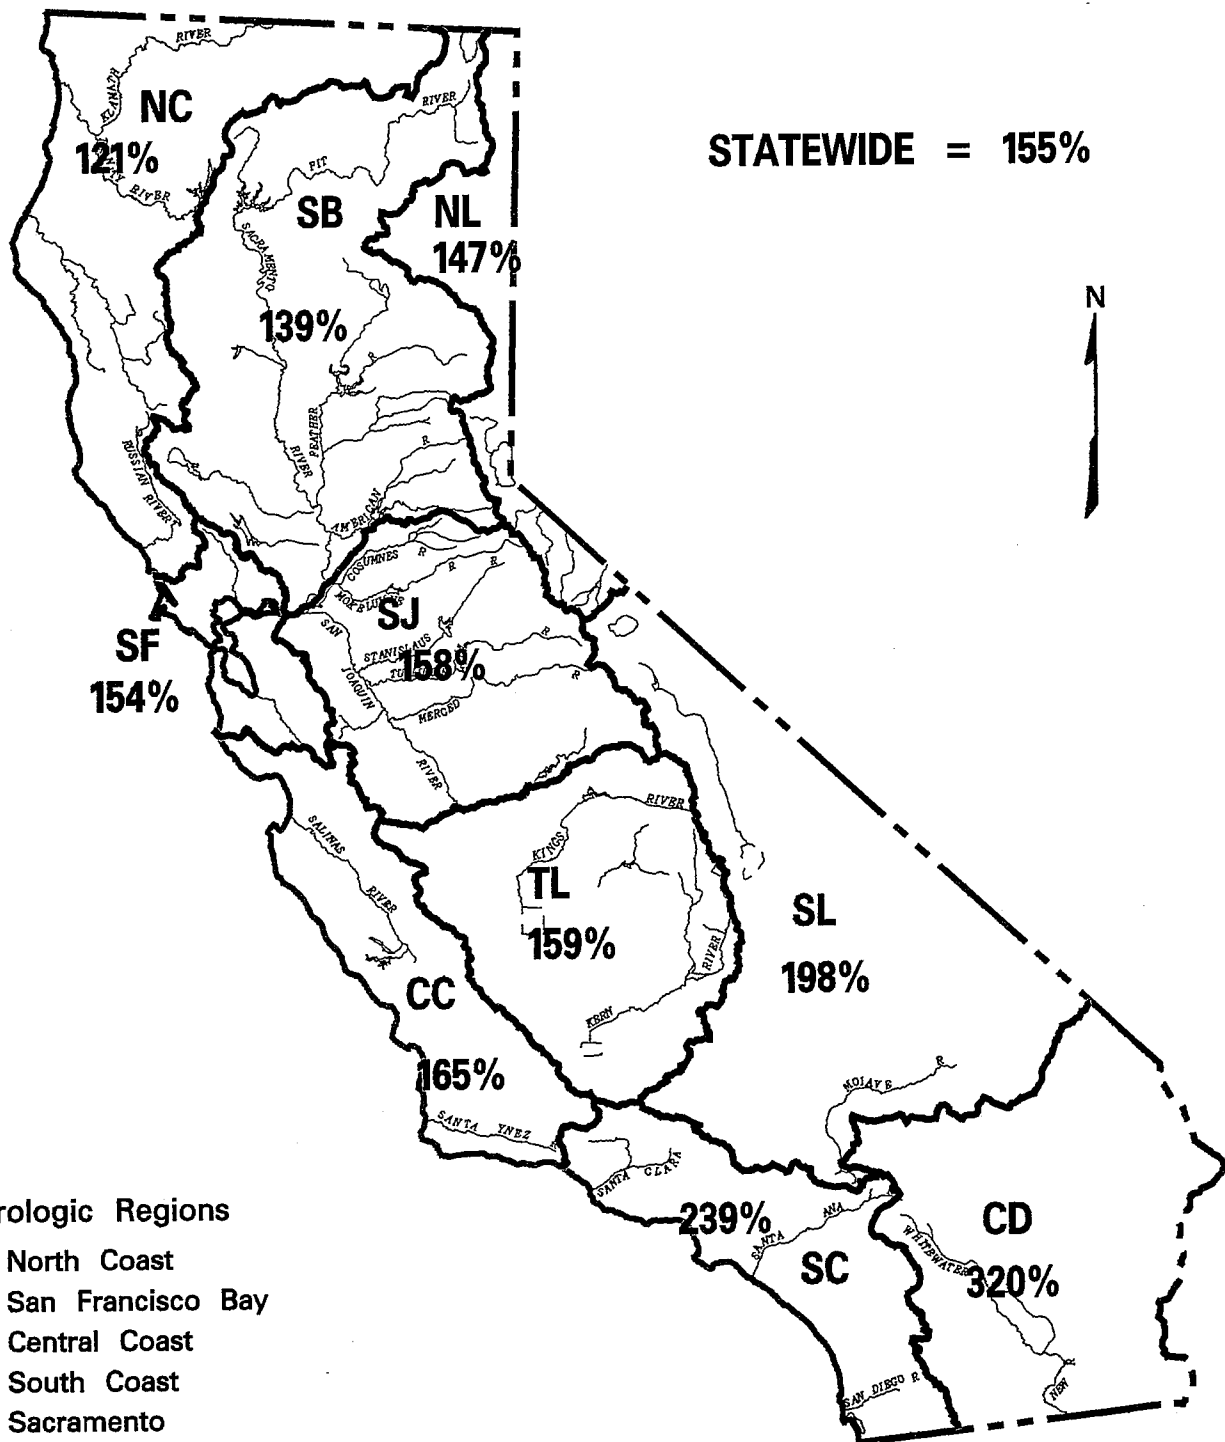 RIVER
KLAMATH
NC
121%
RIVER
RIVER
PIT
STATEWIDE = 155%
SB
NL
147%
SACRAMENTO
139%
N
R
FEATHER
RIVER
R
R
RUSSIAN RIVER
AMERICAN
COSUMNES R
R
R
SAN
SJ
SF
154%
STANISLAUS
R
158%
JOAQUIN
MERCED
R
RIVER
SALINAS
RIVER
KINGS
RIVER
TL
159%
RIVER
KERN
SL
198%
CC
165%
SANTA YNEZ
MOJAVE R
SANTA CLARA
239%
SANTA ANA
SC
CD
WHITEWATER
320%
SAN DIEGO R
NEW
R
rologic Regions
North Coast
San Francisco Bay
Central Coast
South Coast
Sacramento